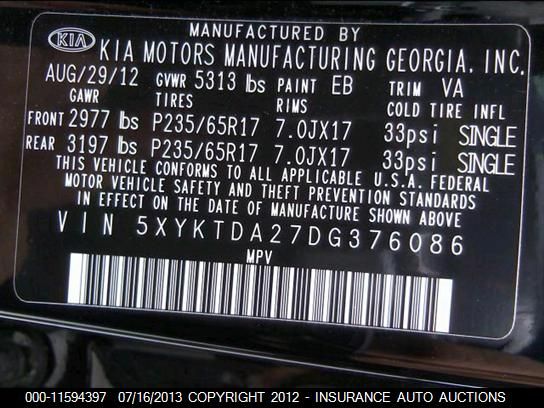 MANUFACTURED BY
KIA KIA MOTORS MANUFACTURING GEORGIA, INC.
AUG/29/12 GVWR 5313 lbs PAINT EB TRIM VA
GAWR TIRES RIMS COLD TIRE INFL
FRONT 2977 lbs P235/65R17 7.0JX17 33psi SINGLE
REAR 3197 lbs P235/65R17 7.0JX17 33psi SINGLE
THIS VEHICLE CONFORMS TO ALL APPLICABLE U.S.A. FEDERAL
MOTOR VEHICLE SAFETY AND THEFT PREVENTION STANDARDS
IN EFFECT ON THE DATE OF MANUFACTURE SHOWN ABOVE
VIN 5XYKTDA27DG376086
MPV
000-11594397 07/16/2013 COPYRIGHT 2012 - INSURANCE AUTO AUCTIONS